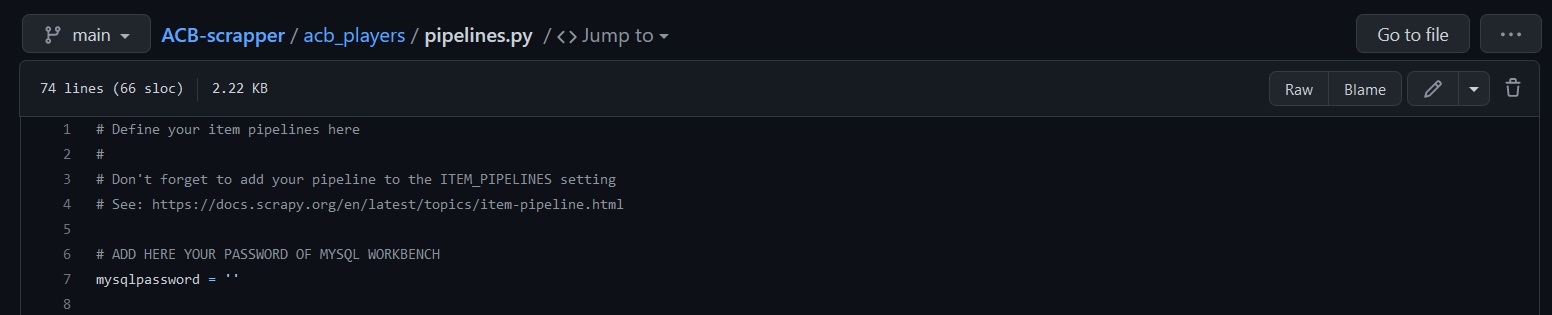 main ACB-scrapper / acb_players / pipelines.py / <> Jump to Go to file ...
74 lines (66 sloc) 2.22 KB Raw Blame
1 # Define your item pipelines here
2 #
3 # Don't forget to add your pipeline to the ITEM_PIPELINES setting
4 # See: https://docs.scrapy.org/en/latest/topics/item-pipeline.html
5
6 # ADD HERE YOUR PASSWORD OF MYSQL WORKBENCH
7 mysqlpassword = ''
8